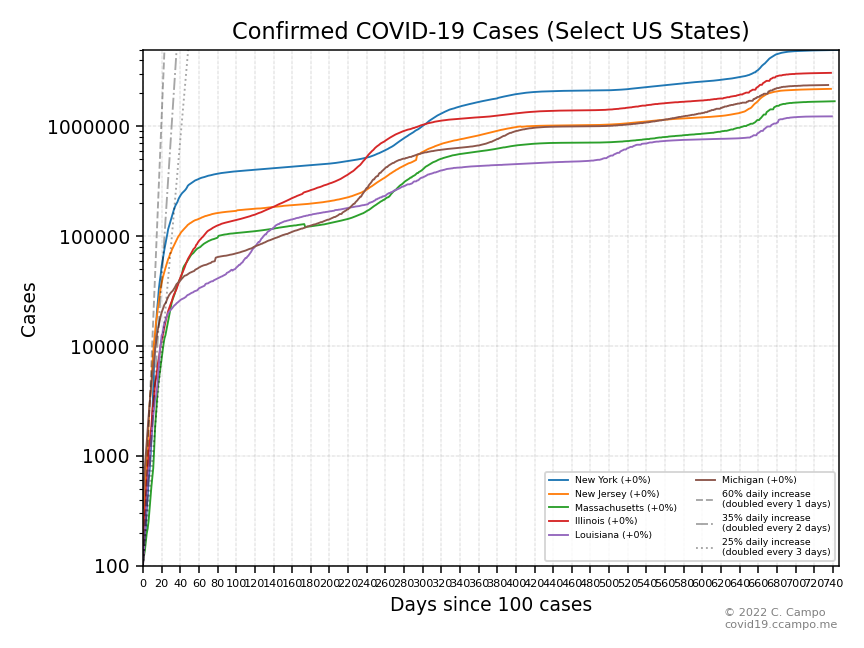 Confirmed COVID-19 Cases (Select US States)
Cases
1000000
100000
10000
1000
100
New York (+0%)
New Jersey (+0%)
Massachusetts (+0%)
Illinois (+0%)
Louisiana (+0%)
Michigan (+0%)
60% daily increase
(doubled every 1 days)
35% daily increase
(doubled every 2 days)
25% daily increase
(doubled every 3 days)
0 20 40 60 80 100 120 140 160 180 200 220 240 260 280 300 320 340 360 380 400 420 440 460 480 500 520 540 560 580 600 620 640 660 680 700 720 740
Days since 100 cases
© 2022 C. Campo
covid19.ccampo.me